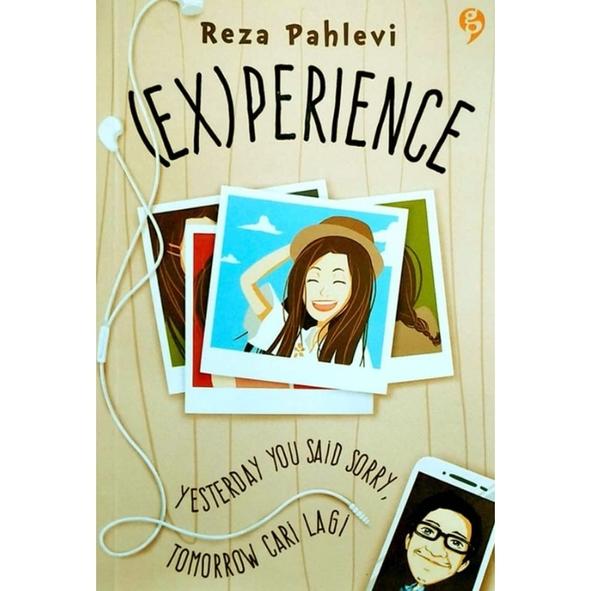 Reza Pahlevi
(EX)PERIENCE
YESTERDAY YOU SAiD SORRY,
TOMORROW CARi LAGi